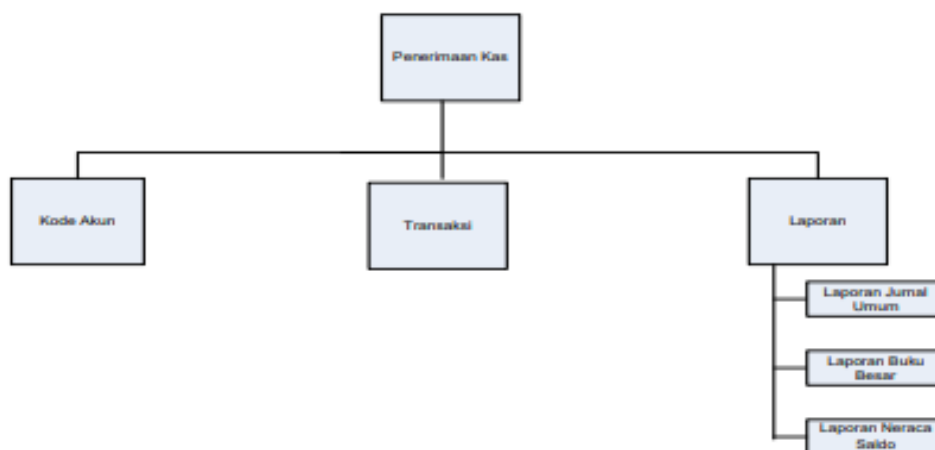 Penerimaan Kas
Kode Akun
Transaksi
Laporan
Laporan Jurnal
Umum
Laporan Buku
Besar
Laporan Neraca
Saldo